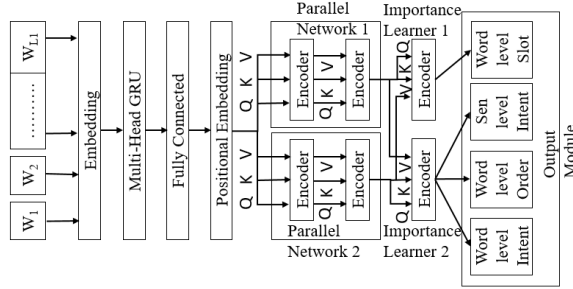 W_L1
..........
W_2
W_1
Embedding
Multi-Head GRU
Fully Connected
Positional Embedding
Q K V
Q K V
Parallel
Network 1
Encoder
Q K V
Encoder
Encoder
Q K V
Encoder
Parallel
Network 2
Importance
Learner 1
V K Q
Encoder
Q K V
Encoder
Importance
Learner 2
Word
level
Slot
Sen
level
Intent
Word
level
Order
Word
level
Intent
Output
Module